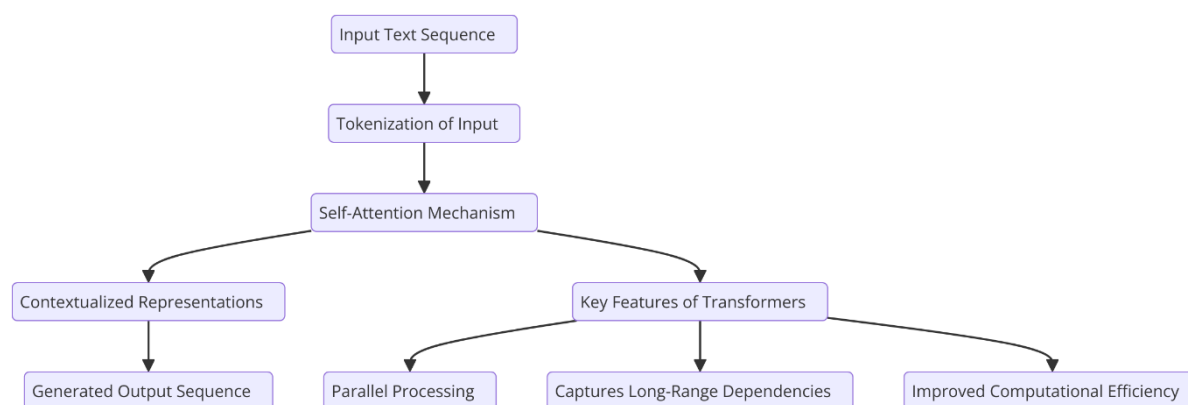 Input Text Sequence
Tokenization of Input
Self-Attention Mechanism
Contextualized Representations
Key Features of Transformers
Generated Output Sequence
Parallel Processing
Captures Long-Range Dependencies
Improved Computational Efficiency